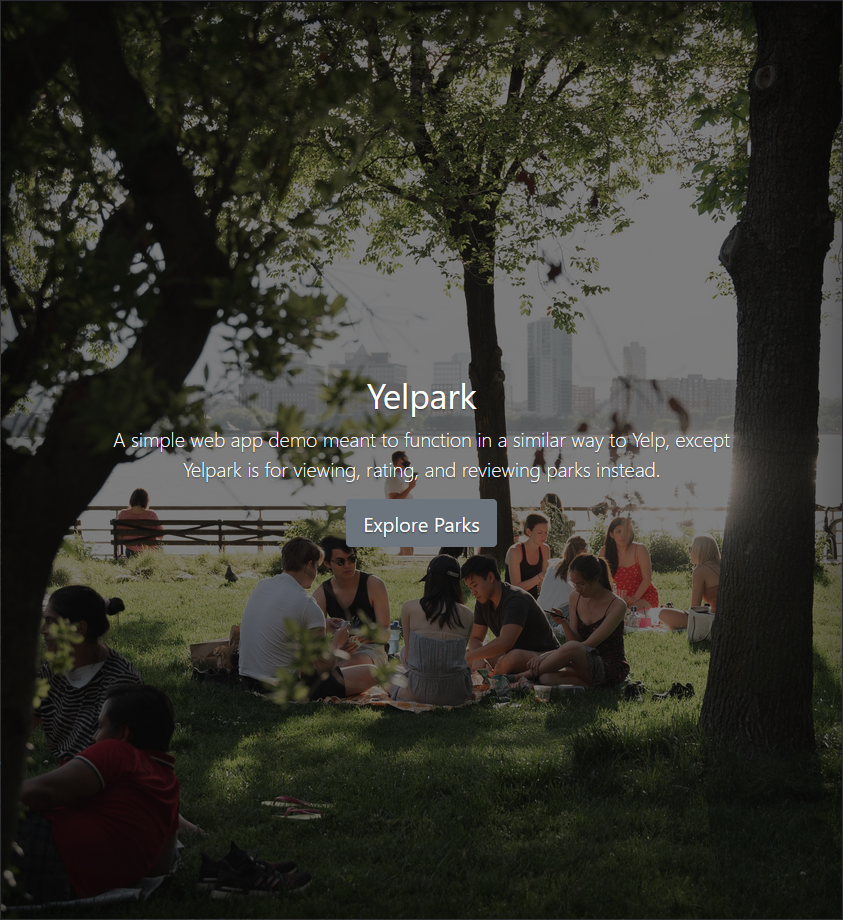 Yelpark
A simple web app demo meant to function in a similar way to Yelp, except
Yelpark is for viewing, rating, and reviewing parks instead.
Explore Parks